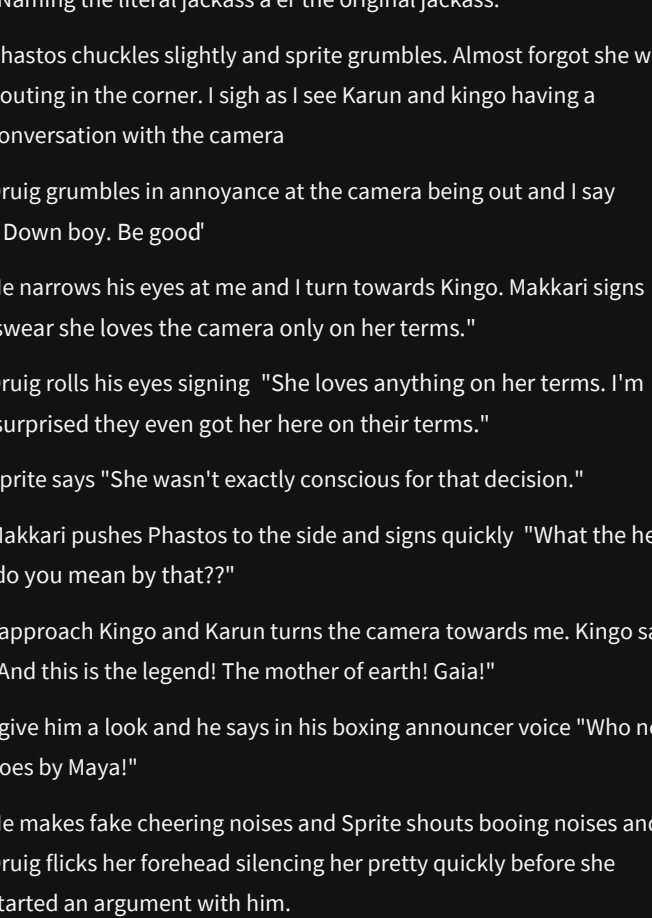 Naming the literal jackass a er the original jackass.
hastos chuckles slightly and sprite grumbles. Almost forgot she w
outing in the corner. I sigh as I see Karun and kingo having a
onversation with the camera
ruig grumbles in annoyance at the camera being out and I say
Down boy. Be good"
e narrows his eyes at me and I turn towards Kingo. Makkari signs
swear she loves the camera only on her terms."
ruig rolls his eyes signing "She loves anything on her terms. I'm
surprised they even got her here on their terms."
prite says "She wasn't exactly conscious for that decision."
akkari pushes Phastos to the side and signs quickly "What the he
do you mean by that??"
approach Kingo and Karun turns the camera towards me. Kingo sa
And this is the legend! The mother of earth! Gaia!"
give him a look and he says in his boxing announcer voice "Who n
oes by Maya!"
e makes fake cheering noises and Sprite shouts booing noises and
ruig flicks her forehead silencing her pretty quickly before she
tarted an argument with him.